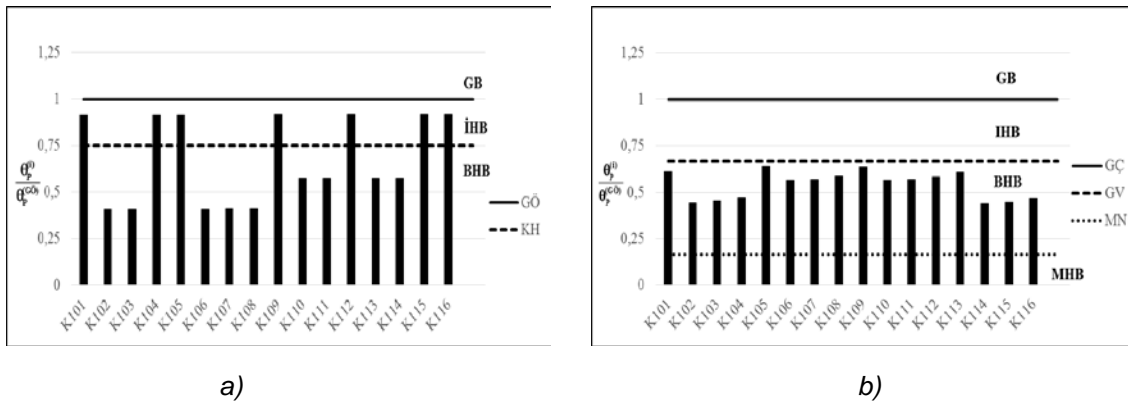 1,25
1
0,75
0,5
0,25
0
GB
İHB
BHB
θp(i)
θp(GÖ)
GÖ
KH
K101 K102 K103 K104 K105 K106 K107 K108 K109 K110 K111 K112 K113 K114 K115 K116
a)
1,25
1
0,75
0,5
0,25
0
GB
IHB
BHB
MHB
θp(i)
θp(GÖ)
GÇ
GV
MN
K101 K102 K103 K104 K105 K106 K107 K108 K109 K110 K111 K112 K113 K114 K115 K116
b)